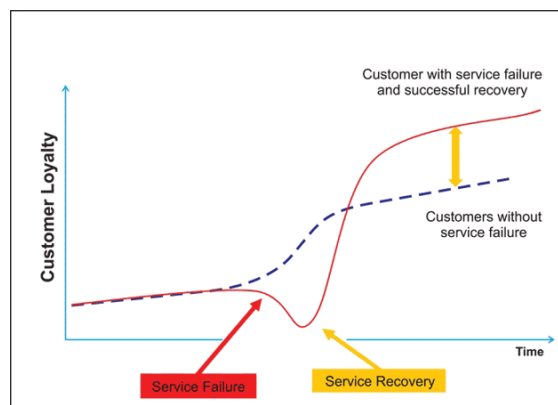 Customer with service failure
and successful recovery
Customer Loyalty
Customers without
service failure
Time
Service Failure
Service Recovery